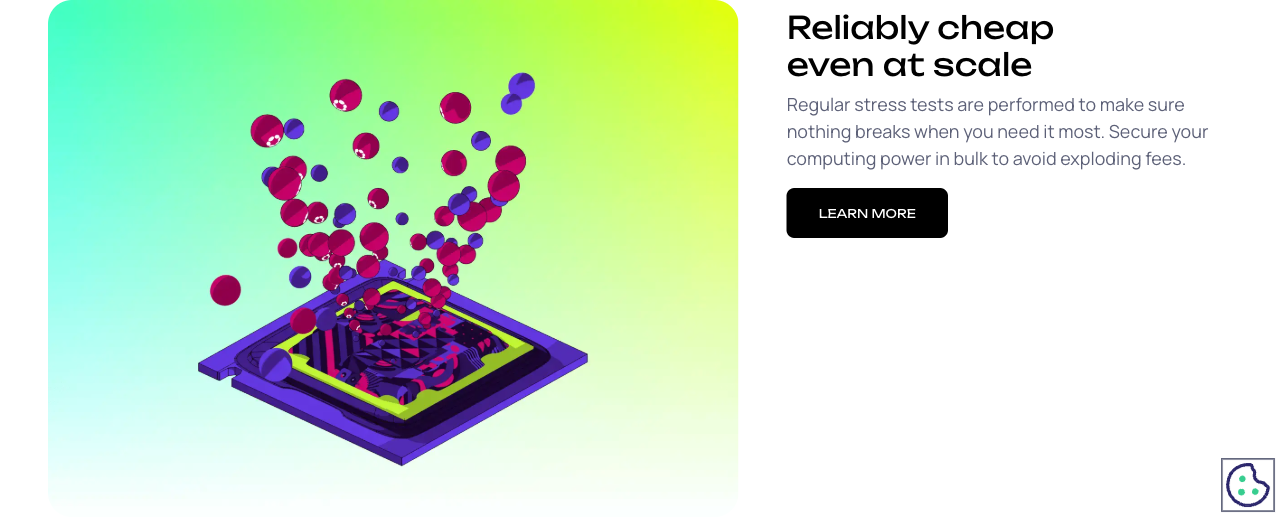 Reliably cheap
even at scale
Regular stress tests are performed to make sure
nothing breaks when you need it most. Secure your
computing power in bulk to avoid exploding fees.
LEARN MORE